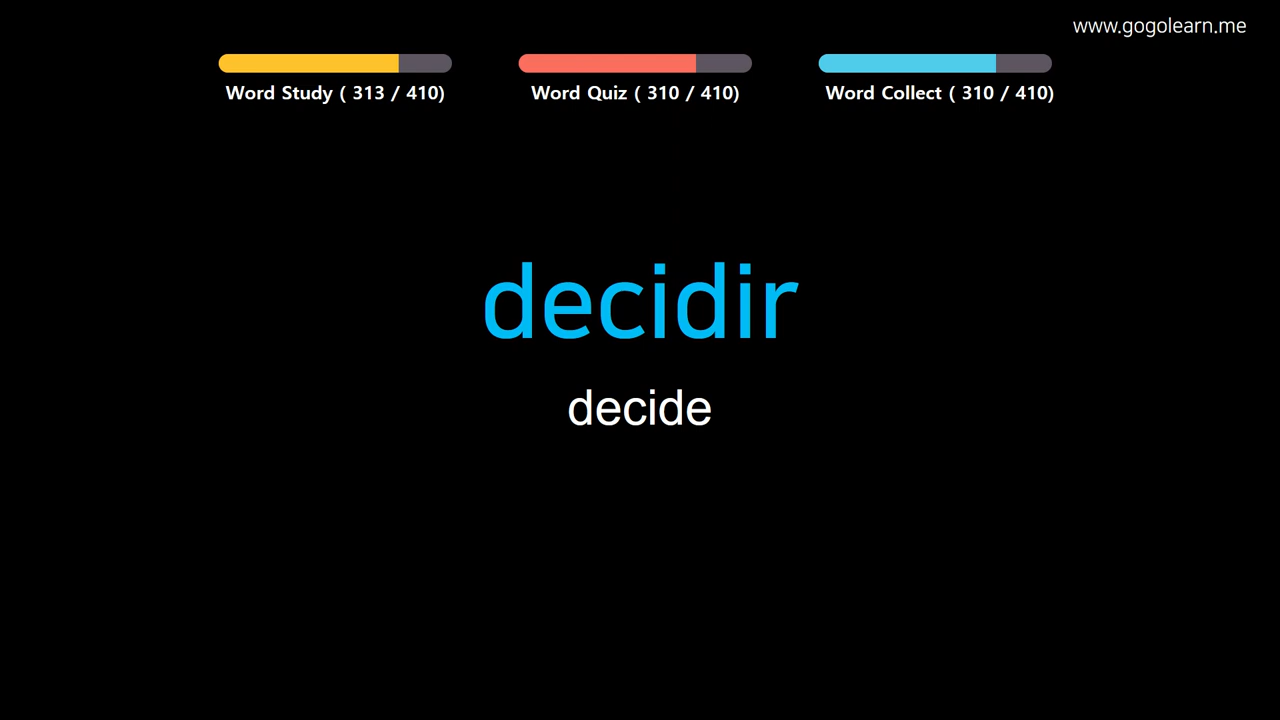 www.gogolearn.me
Word Study ( 313 / 410)
Word Quiz ( 310 / 410)
Word Collect ( 310 / 410)
decidir
decide